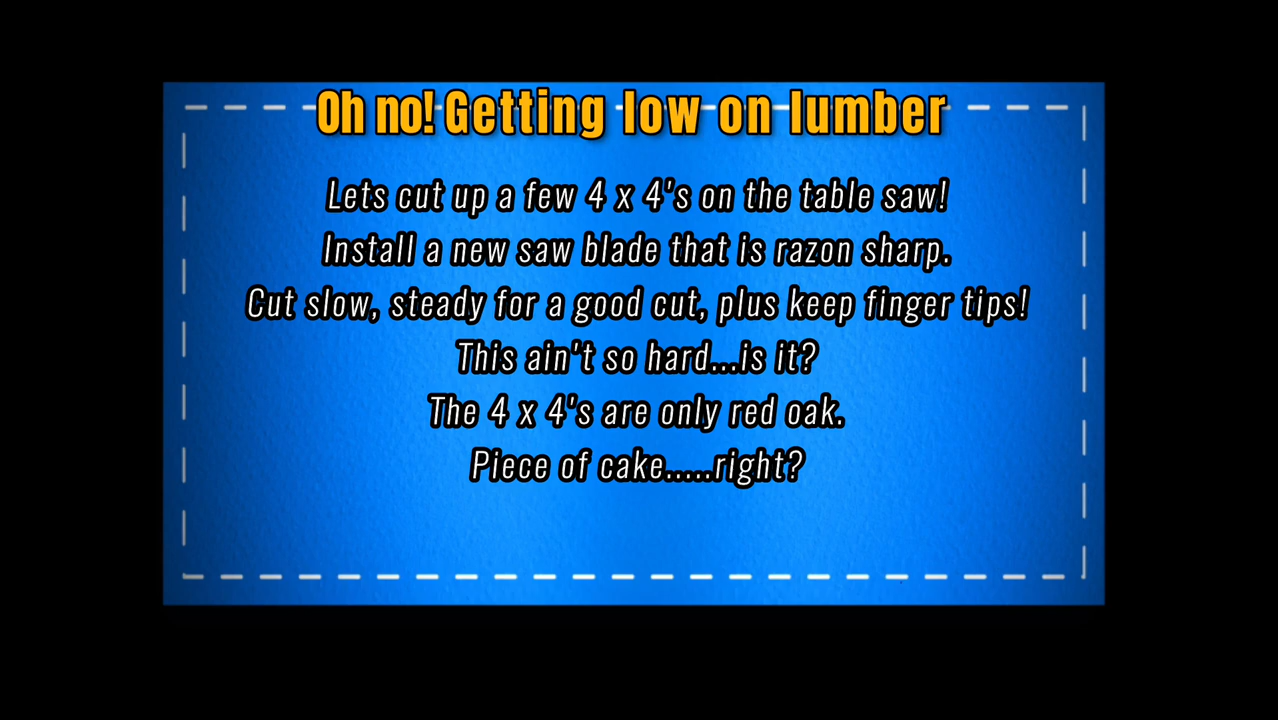 Oh no! Getting low on lumber
Lets cut up a few 4 x 4's on the table saw!
Install a new saw blade that is razon sharp.
Cut slow, steady for a good cut, plus keep finger tips!
This ain't so hard...is it?
The 4 x 4's are only red oak.
Piece of cake.....right?